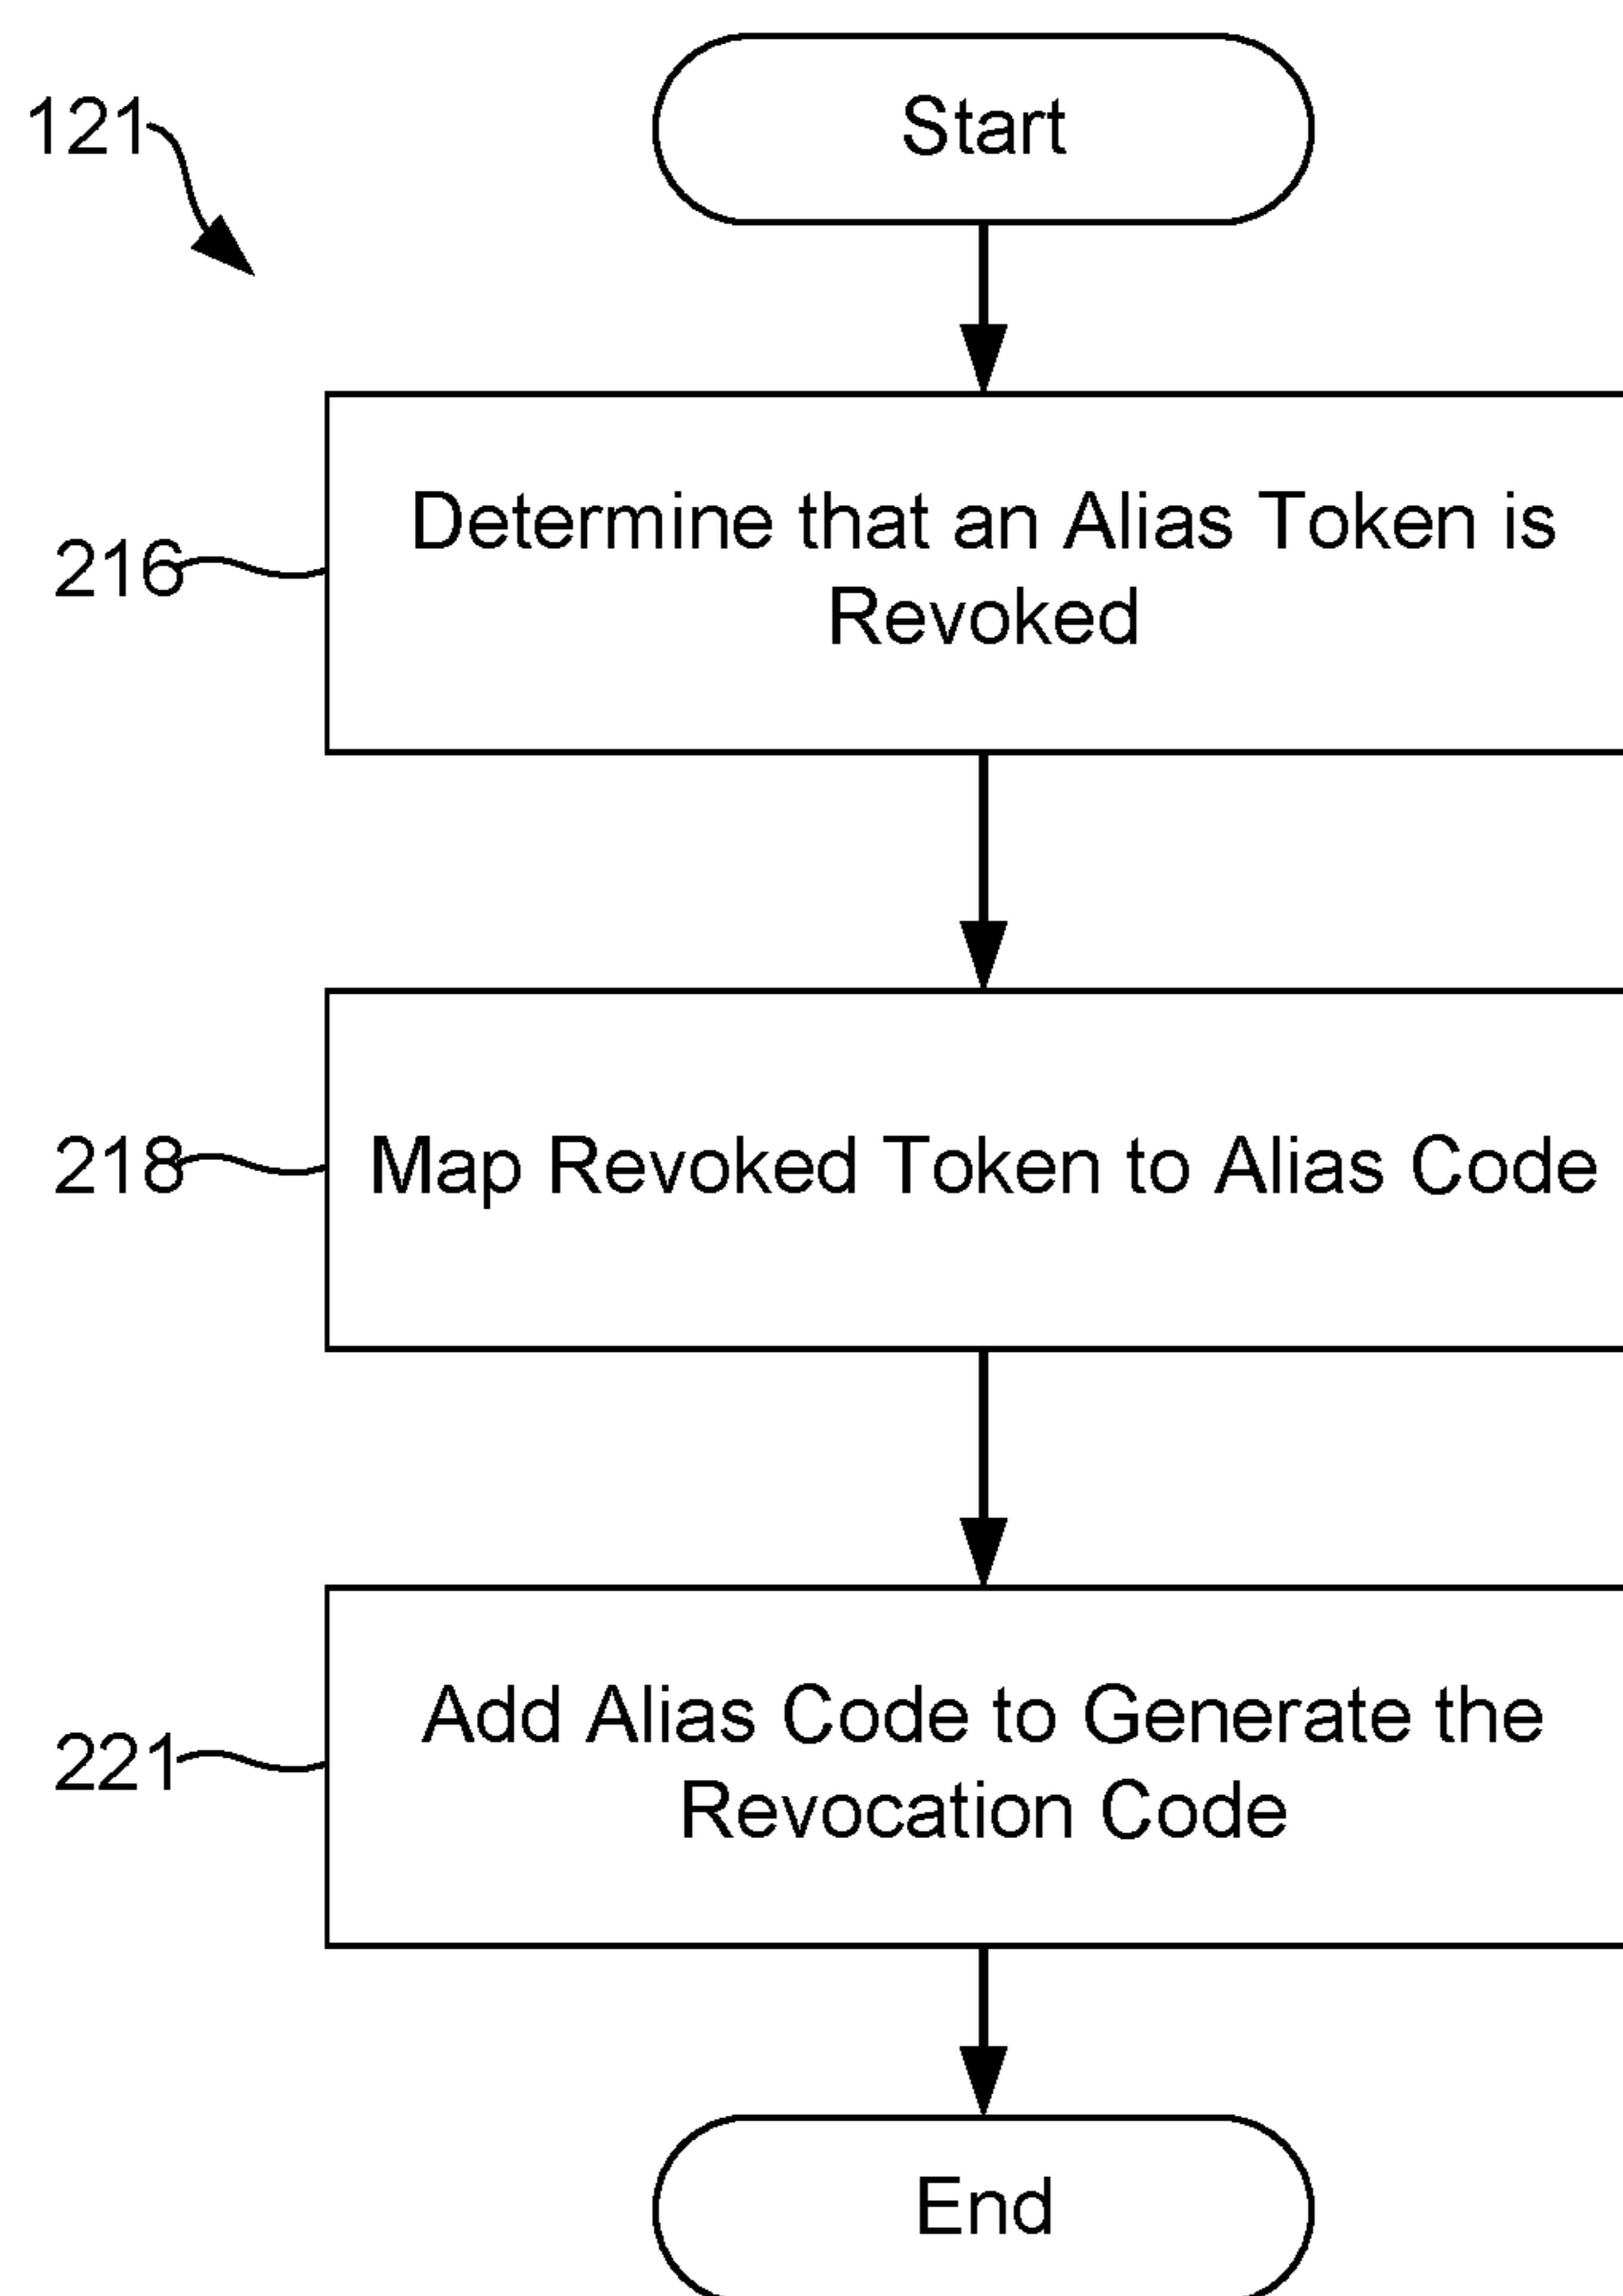 121
Start
216
Determine that an Alias Token is
Revoked
218
Map Revoked Token to Alias Code
221
Add Alias Code to Generate the
Revocation Code
End